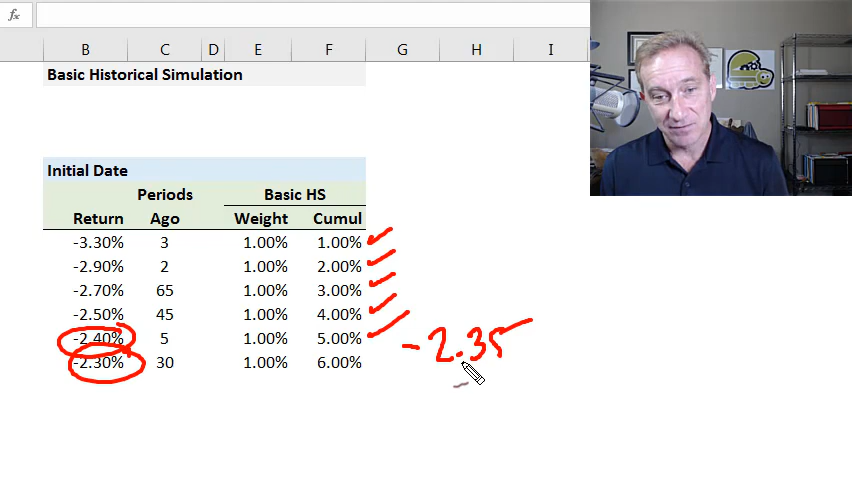 fx
B C D E F G H I
Basic Historical Simulation
Initial Date
Periods Basic HS
Return Ago Weight Cumul
-3.30% 3 1.00% 1.00%
-2.90% 2 1.00% 2.00%
-2.70% 65 1.00% 3.00%
-2.50% 45 1.00% 4.00%
-2.40% 5 1.00% 5.00%
-2.30% 30 1.00% 6.00%
-2.35